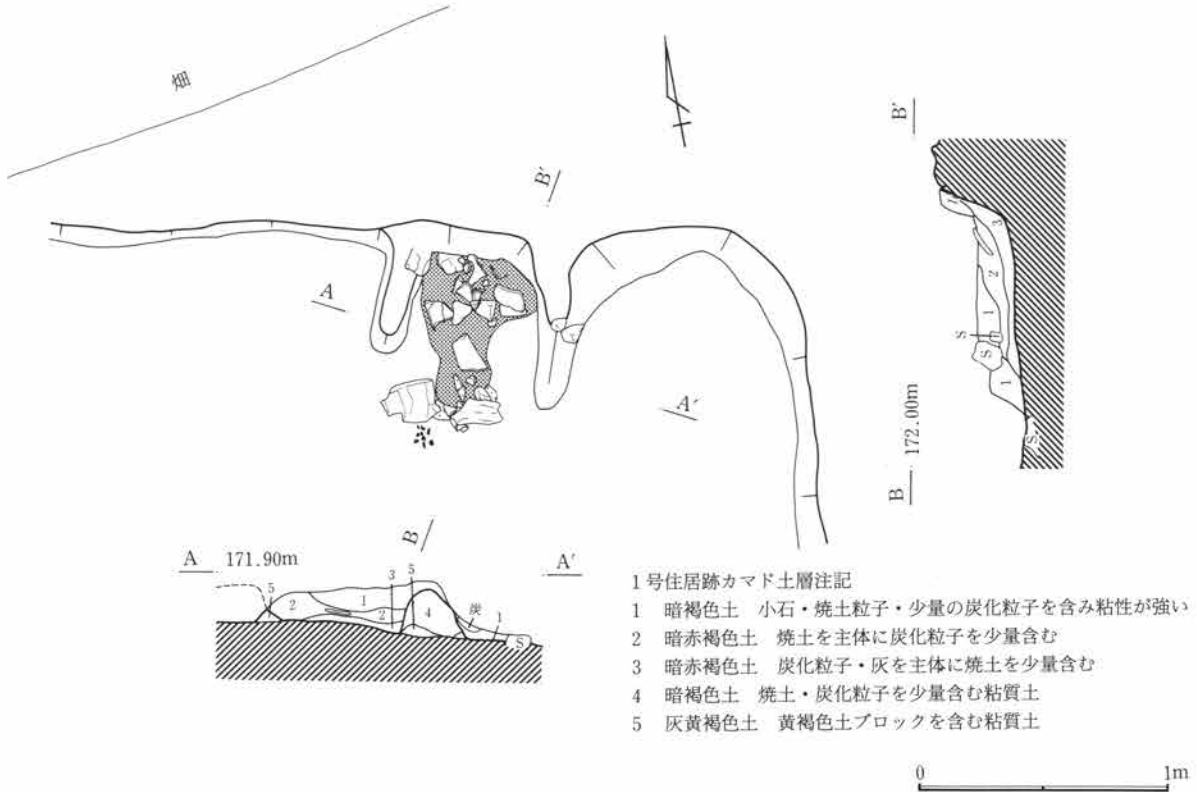 畑
B'
A
A'
B
B'
1
3
2
1
S
S
1
S
B 172.00m
A 171.90m A'
5
2
1
3
2
5
4
炭
1
S
1号住居跡カマド土層注記
1 暗褐色土 小石・焼土粒子・少量の炭化粒子を含み粘性が強い
2 暗赤褐色土 焼土を主体に炭化粒子を少量含む
3 暗赤褐色土 炭化粒子・灰を主体に焼土を少量含む
4 暗褐色土 焼土・炭化粒子を少量含む粘質土
5 灰黄褐色土 黄褐色土ブロックを含む粘質土
0 1m